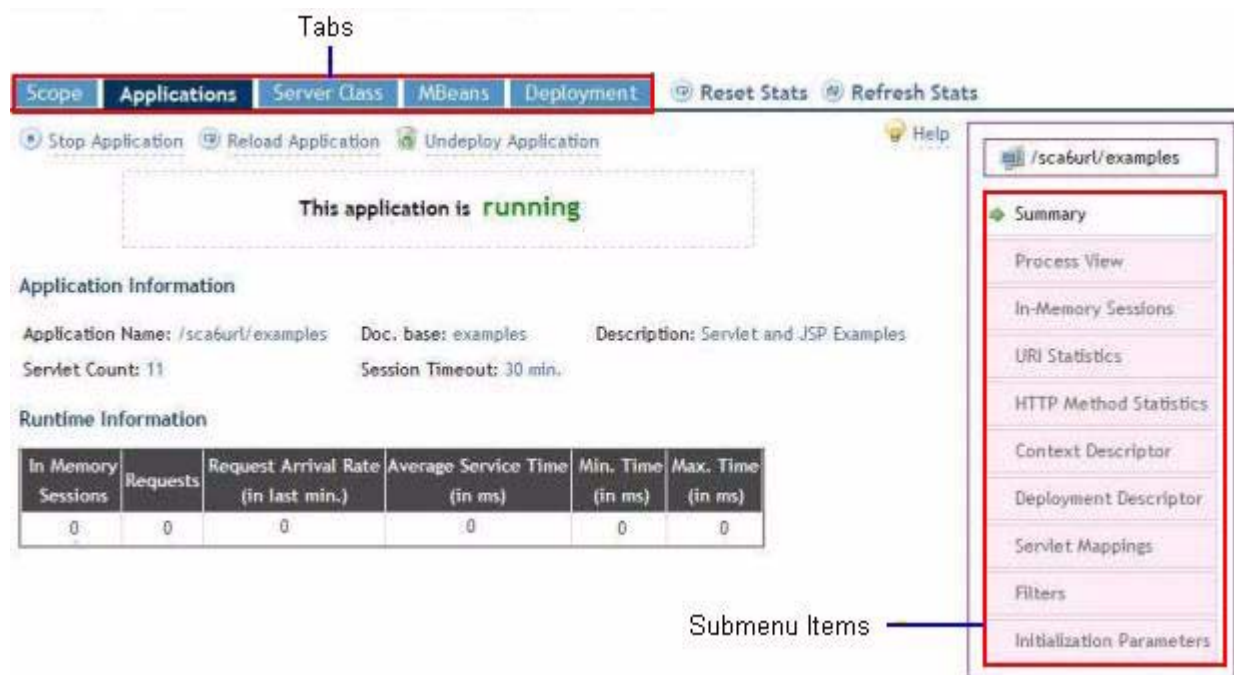 Tabs
Scope Applications Server Class MBeans Deployment Reset Stats Refresh Stats
Stop Application Reload Application Undeploy Application Help
/sca6url/examples
This application is running
Summary
Process View
In-Memory Sessions
URI Statistics
HTTP Method Statistics
Context Descriptor
Deployment Descriptor
Servlet Mappings
Filters
Initialization Parameters
Application Information
Application Name: /sca6url/examples Doc. base: examples Description: Servlet and JSP Examples
Servlet Count: 11 Session Timeout: 30 min.
Runtime Information
In Memory Sessions Requests Request Arrival Rate (in last min.) Average Service Time (in ms) Min. Time (in ms) Max. Time (in ms)
0 0 0 0 0 0
Submenu Items